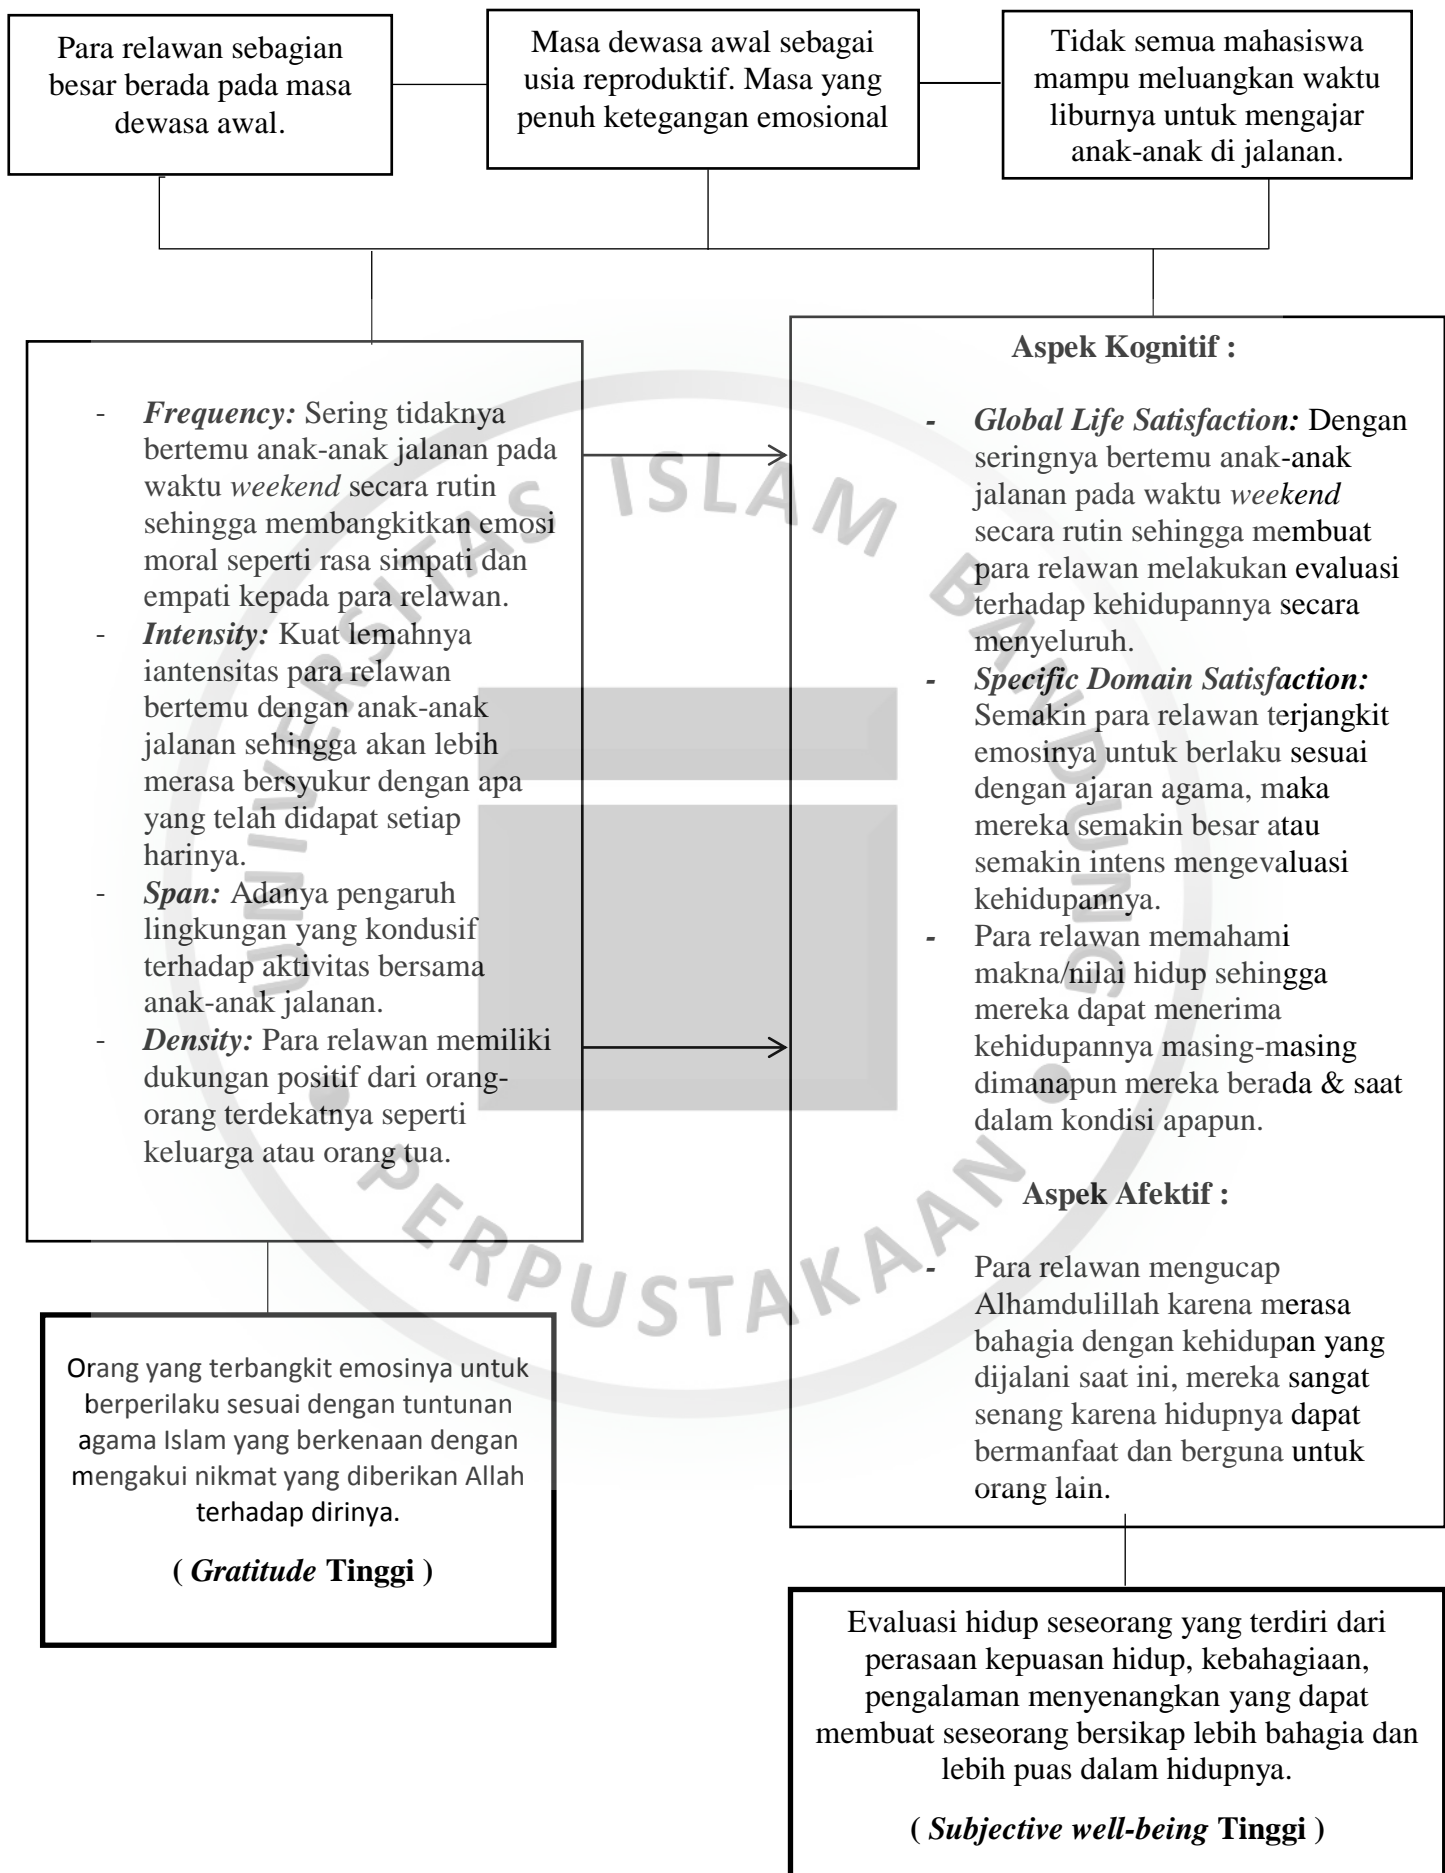 Para relawan sebagian
besar berada pada masa
dewasa awal.
Masa dewasa awal sebagai
usia reproduktif. Masa yang
penuh ketegangan emosional
Tidak semua mahasiswa
mampu meluangkan waktu
liburnya untuk mengajar
anak-anak di jalanan.
- Frequency: Sering tidaknya
bertemu anak-anak jalanan pada
waktu weekend secara rutin
sehingga membangkitkan emosi
moral seperti rasa simpati dan
empati kepada para relawan.
- Intensity: Kuat lemahnya
iantensitas para relawan
bertemu dengan anak-anak
jalanan sehingga akan lebih
merasa bersyukur dengan apa
yang telah didapat setiap
harinya.
- Span: Adanya pengaruh
lingkungan yang kondusif
terhadap aktivitas bersama
anak-anak jalanan.
- Density: Para relawan memiliki
dukungan positif dari orang-
orang terdekatnya seperti
keluarga atau orang tua.
Aspek Kognitif :
- Global Life Satisfaction: Dengan
seringnya bertemu anak-anak
jalanan pada waktu weekend
secara rutin sehingga membuat
para relawan melakukan evaluasi
terhadap kehidupannya secara
menyeluruh.
- Specific Domain Satisfaction:
Semakin para relawan terjangkit
emosinya untuk berlaku sesuai
dengan ajaran agama, maka
mereka semakin besar atau
semakin intens mengevaluasi
kehidupannya.
- Para relawan memahami
makna/nilai hidup sehingga
mereka dapat menerima
kehidupannya masing-masing
dimanapun mereka berada & saat
dalam kondisi apapun.
Aspek Afektif :
- Para relawan mengucap
Alhamdulillah karena merasa
bahagia dengan kehidupan yang
dijalani saat ini, mereka sangat
senang karena hidupnya dapat
bermanfaat dan berguna untuk
orang lain.
Orang yang terbangkit emosinya untuk
berperilaku sesuai dengan tuntunan
agama Islam yang berkenaan dengan
mengakui nikmat yang diberikan Allah
terhadap dirinya.
( Gratitude Tinggi )
Evaluasi hidup seseorang yang terdiri dari
perasaan kepuasan hidup, kebahagiaan,
pengalaman menyenangkan yang dapat
membuat seseorang bersikap lebih bahagia dan
lebih puas dalam hidupnya.
( Subjective well-being Tinggi )
UNIVERSITAS ISLAM BANDUNG
PERPUSTAKAAN